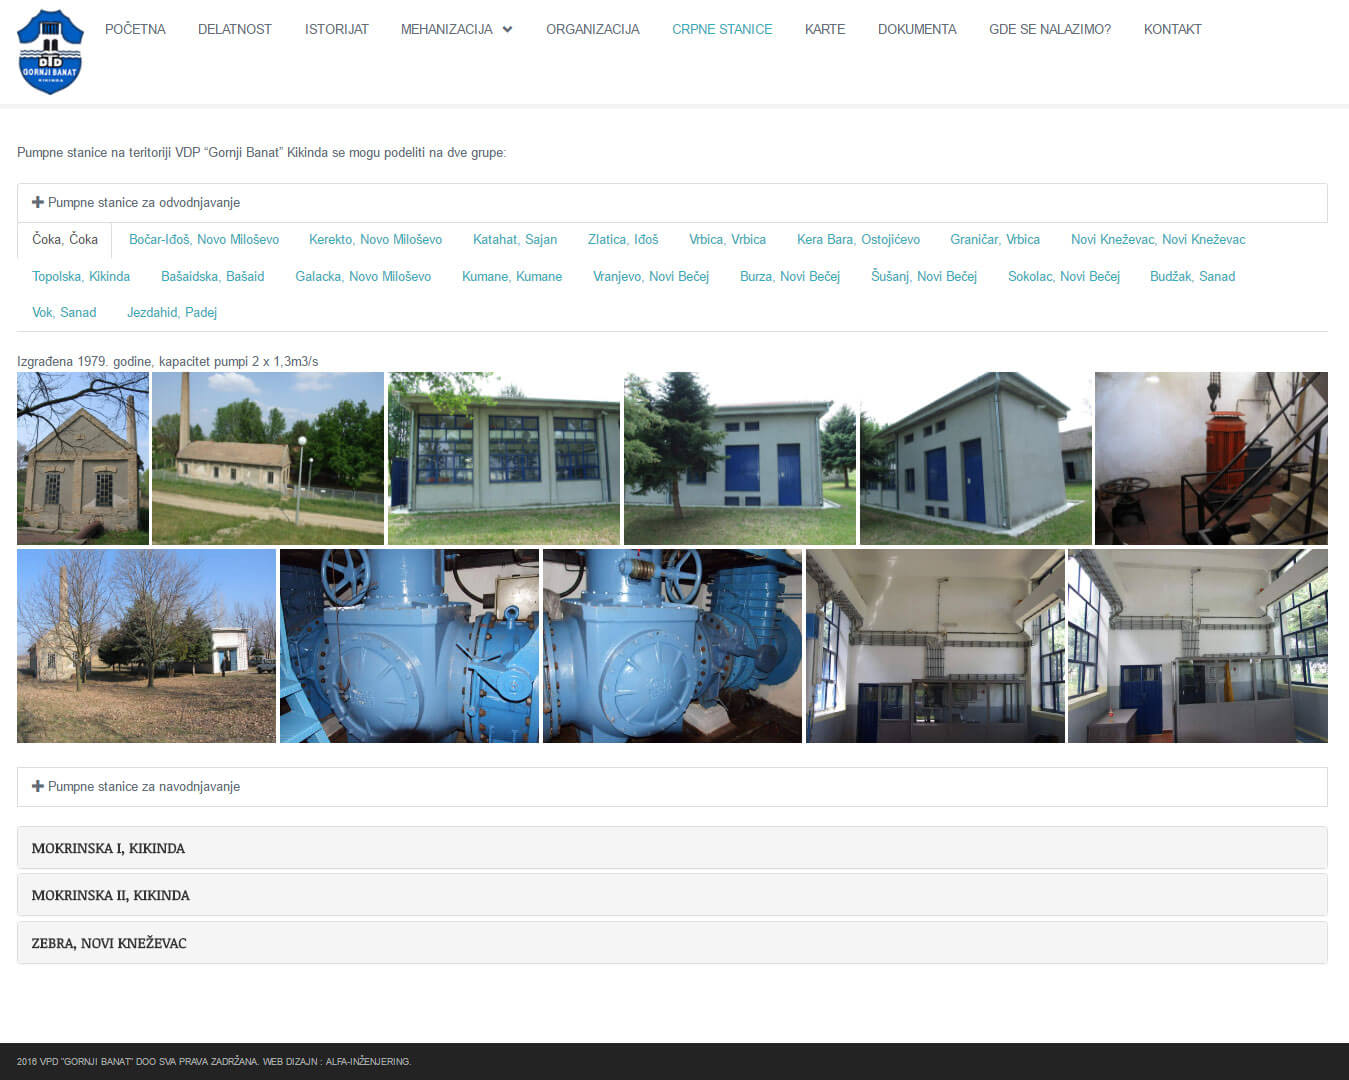 GORNJI BANAT
KIKINDA
POČETNA DELATNOST ISTORIJAT MEHANIZACIJA ORGANIZACIJA CRPNE STANICE KARTE DOKUMENTA GDE SE NALAZIMO? KONTAKT
Pumpne stanice na teritoriji VDP “Gornji Banat” Kikinda se mogu podeliti na dve grupe:
Pumpne stanice za odvodnjavanje
Čoka, Čoka Bočar-Iđoš, Novo Miloševo Kerekto, Novo Miloševo Katahat, Sajan Zlatica, Iđoš Vrbica, Vrbica Kera Bara, Ostojićevo Graničar, Vrbica Novi Kneževac, Novi Kneževac
Topolska, Kikinda Bašaidska, Bašaid Galacka, Novo Miloševo Kumane, Kumane Vranjevo, Novi Bečej Burza, Novi Bečej Šušanj, Novi Bečej Sokolac, Novi Bečej Budžak, Sanad
Vok, Sanad Jezdahid, Padej
Izgrađena 1979. godine, kapacitet pumpi 2 x 1,3m3/s
Pumpne stanice za navodnjavanje
MOKRINSKA I, KIKINDA
MOKRINSKA II, KIKINDA
ZEBRA, NOVI KNEŽEVAC
2016 VPD "GORNJI BANAT" DOO SVA PRAVA ZADRŽANA. WEB DIZAJN : ALFA-INŽENJERING.